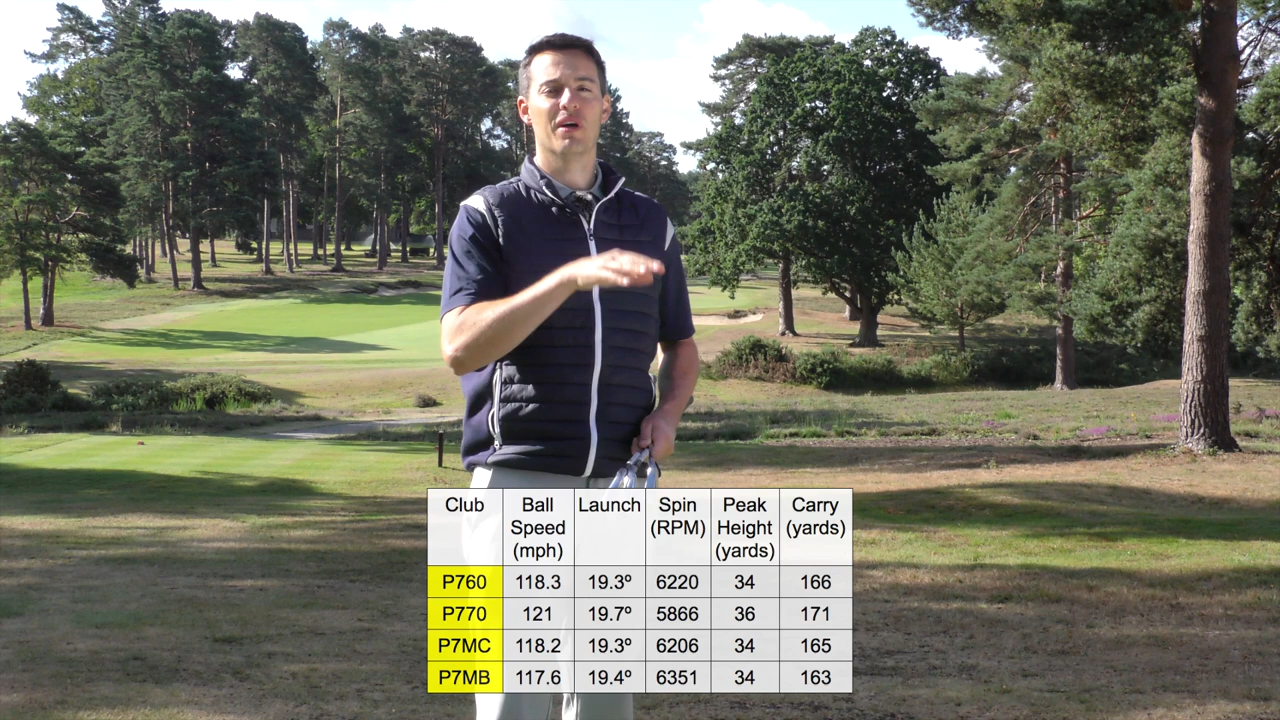 Club Ball Speed (mph) Launch Spin (RPM) Peak Height (yards) Carry (yards)
P760 118.3 19.3º 6220 34 166
P770 121 19.7º 5866 36 171
P7MC 118.2 19.3º 6206 34 165
P7MB 117.6 19.4º 6351 34 163